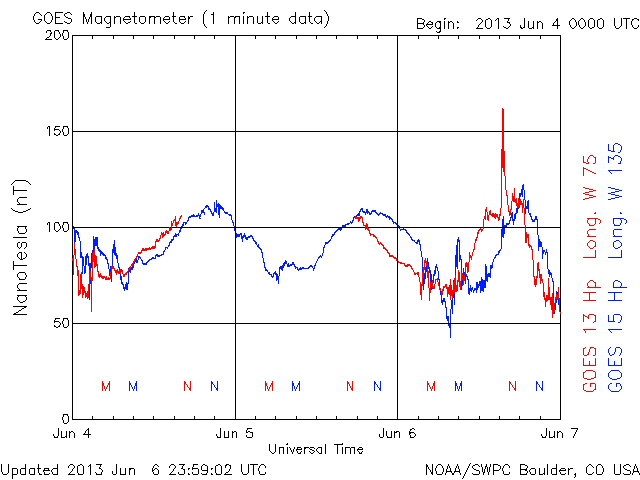 GOES Magnetometer (1 minute data)
Begin: 2013 Jun 4 0000 UTC
200
150
100
50
0
NanoTesla (nT)
M M N N M M N N M M N N
Jun 4 Jun 5 Jun 6 Jun 7
Universal Time
GOES 13 Hp Long. W 75
GOES 15 Hp Long. W 135
Updated 2013 Jun 6 23:59:02 UTC
NOAA/SWPC Boulder, CO USA